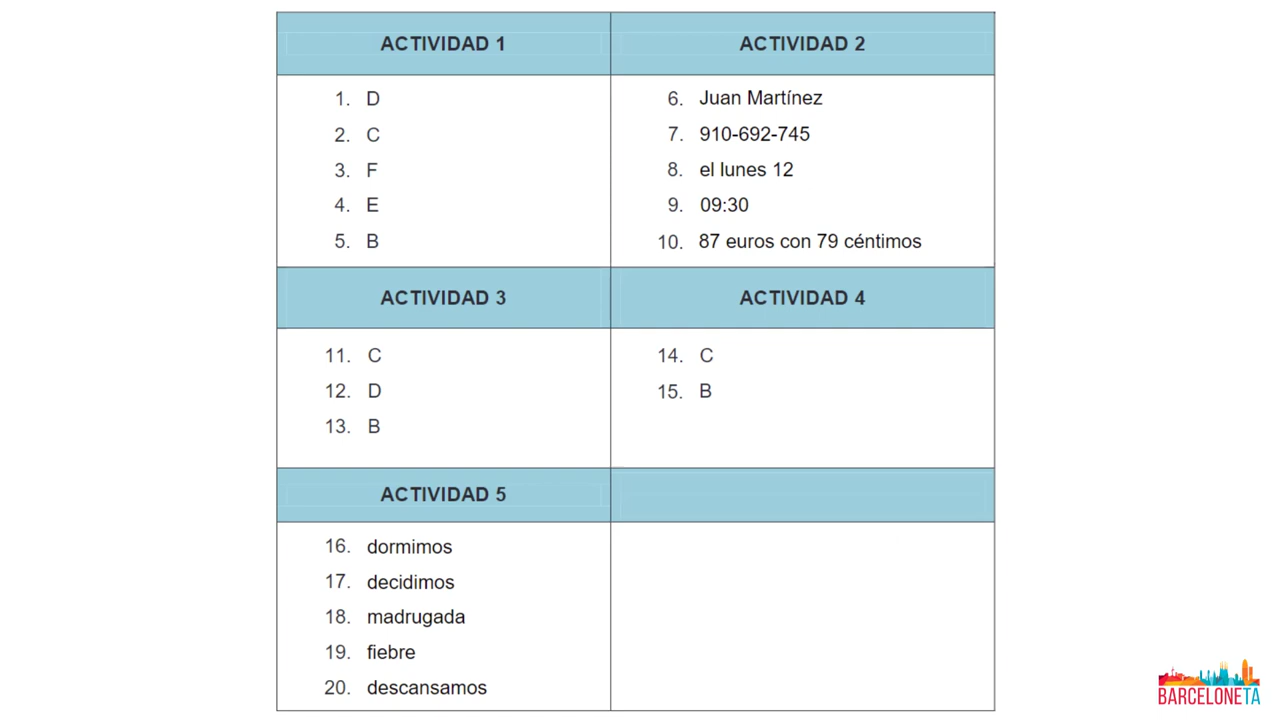 ACTIVIDAD 1
1. D
2. C
3. F
4. E
5. B
ACTIVIDAD 2
6. Juan Martínez
7. 910-692-745
8. el lunes 12
9. 09:30
10. 87 euros con 79 céntimos
ACTIVIDAD 3
11. C
12. D
13. B
ACTIVIDAD 4
14. C
15. B
ACTIVIDAD 5
16. dormimos
17. decidimos
18. madrugada
19. fiebre
20. descansamos
BARCELONETA